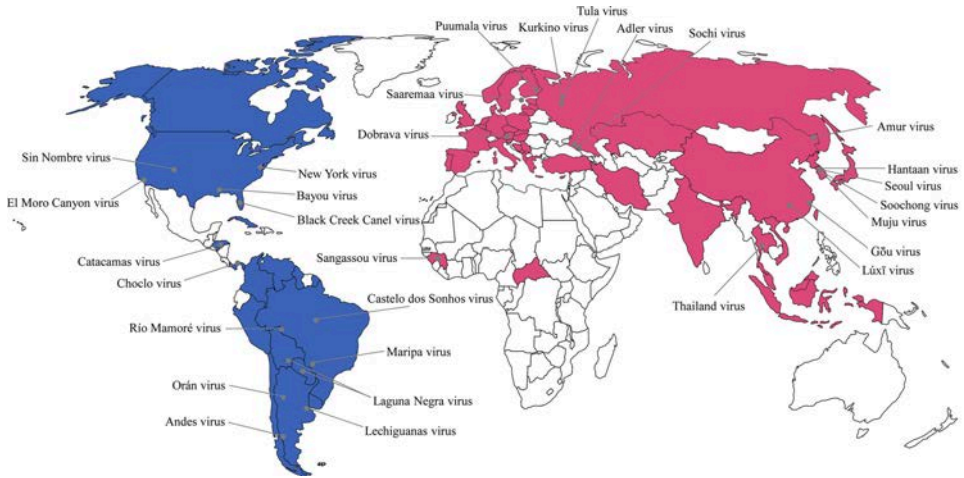 Tula virus
Kurkino virus
Adler virus
Puumala virus
Sochi virus
Saaremaa virus
Dobrava virus
Amur virus
Sin Nombre virus
New York virus
Hantaan virus
Seoul virus
El Moro Canyon virus
Bayou virus
Soochong virus
Black Creek Canel virus
Muju virus
Catacamas virus
Sangassou virus
Gōu virus
Choclo virus
Lúxī virus
Castelo dos Sonhos virus
Thailand virus
Río Mamoré virus
Maripa virus
Orán virus
Laguna Negra virus
Andes virus
Lechiguanas virus